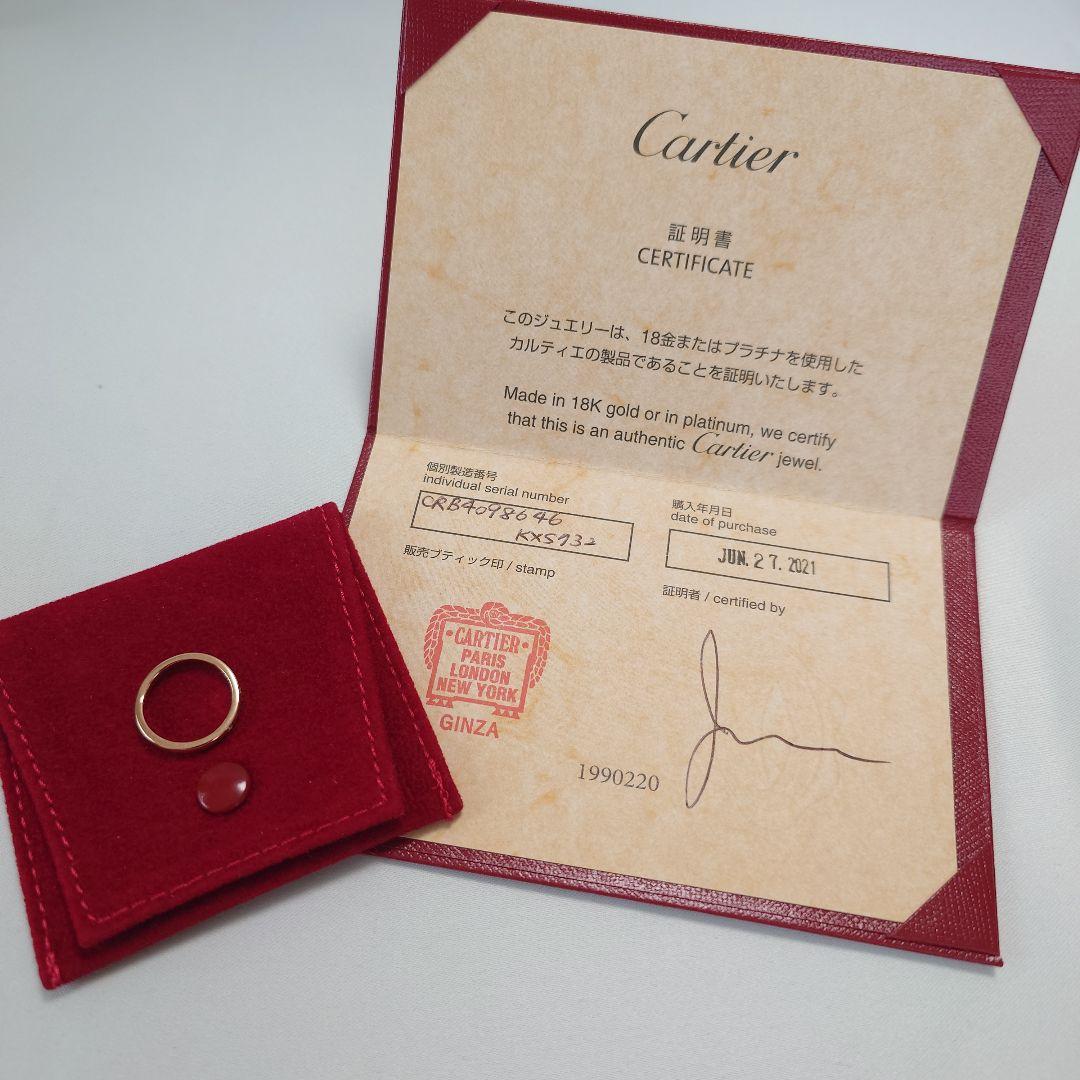 Cartier
証明書
CERTIFICATE
このジュエリーは、18金またはプラチナを使用した
カルティエの製品であることを証明いたします。
Made in 18K gold or in platinum, we certify
that this is an authentic Cartier jewel.
個別製造番号
individual serial number
CRB4098646
KX5932
販売ブティック印 / stamp
CARTIER
PARIS
LONDON
NEW YORK
GINZA
購入年月日
date of purchase
JUN. 27. 2021
証明者 / certified by
1990220